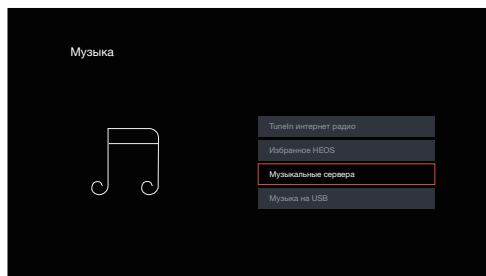 Музыка
TuneIn интернет радио
Избранное HEOS
Музыкальные сервера
Музыка на USB